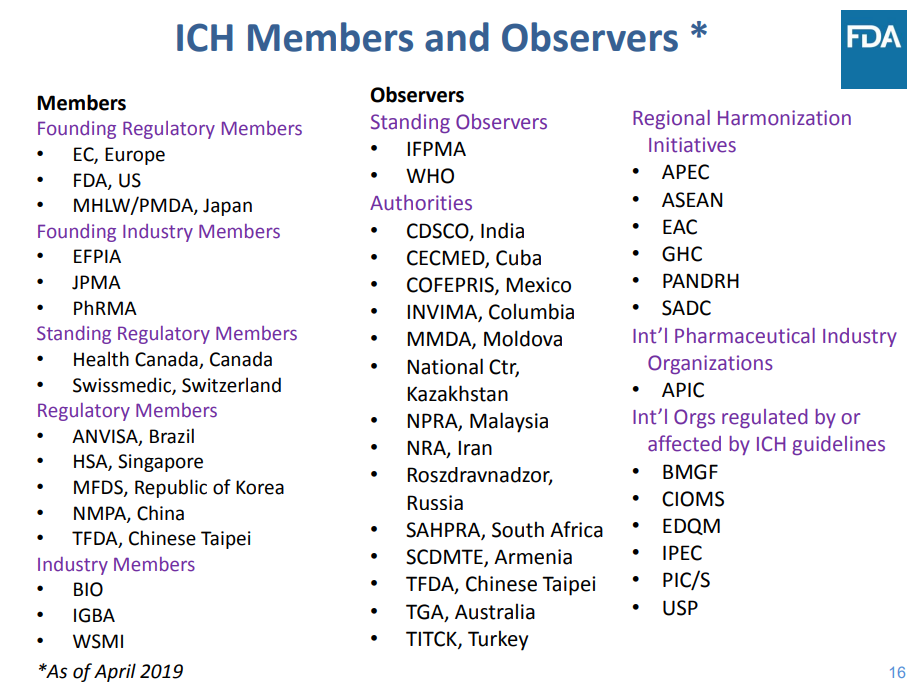 ICH Members and Observers *
FDA
Members
Founding Regulatory Members
• EC, Europe
• FDA, US
• MHLW/PMDA, Japan
Founding Industry Members
• EFPIA
• JPMA
• PhRMA
Standing Regulatory Members
• Health Canada, Canada
• Swissmedic, Switzerland
Regulatory Members
• ANVISA, Brazil
• HSA, Singapore
• MFDS, Republic of Korea
• NMPA, China
• TFDA, Chinese Taipei
Industry Members
• BIO
• IGBA
• WSMI
*As of April 2019
Observers
Standing Observers
• IFPMA
• WHO
Authorities
• CDSCO, India
• CECMED, Cuba
• COFEPRIS, Mexico
• INVIMA, Columbia
• MMDA, Moldova
• National Ctr,
Kazakhstan
• NPRA, Malaysia
• NRA, Iran
• Roszdravnadzor,
Russia
• SAHPRA, South Africa
• SCDMTE, Armenia
• TFDA, Chinese Taipei
• TGA, Australia
• TITCK, Turkey
Regional Harmonization
Initiatives
• APEC
• ASEAN
• EAC
• GHC
• PANDRH
• SADC
Int’l Pharmaceutical Industry
Organizations
• APIC
Int’l Orgs regulated by or
affected by ICH guidelines
• BMGF
• CIOMS
• EDQM
• IPEC
• PIC/S
• USP
16